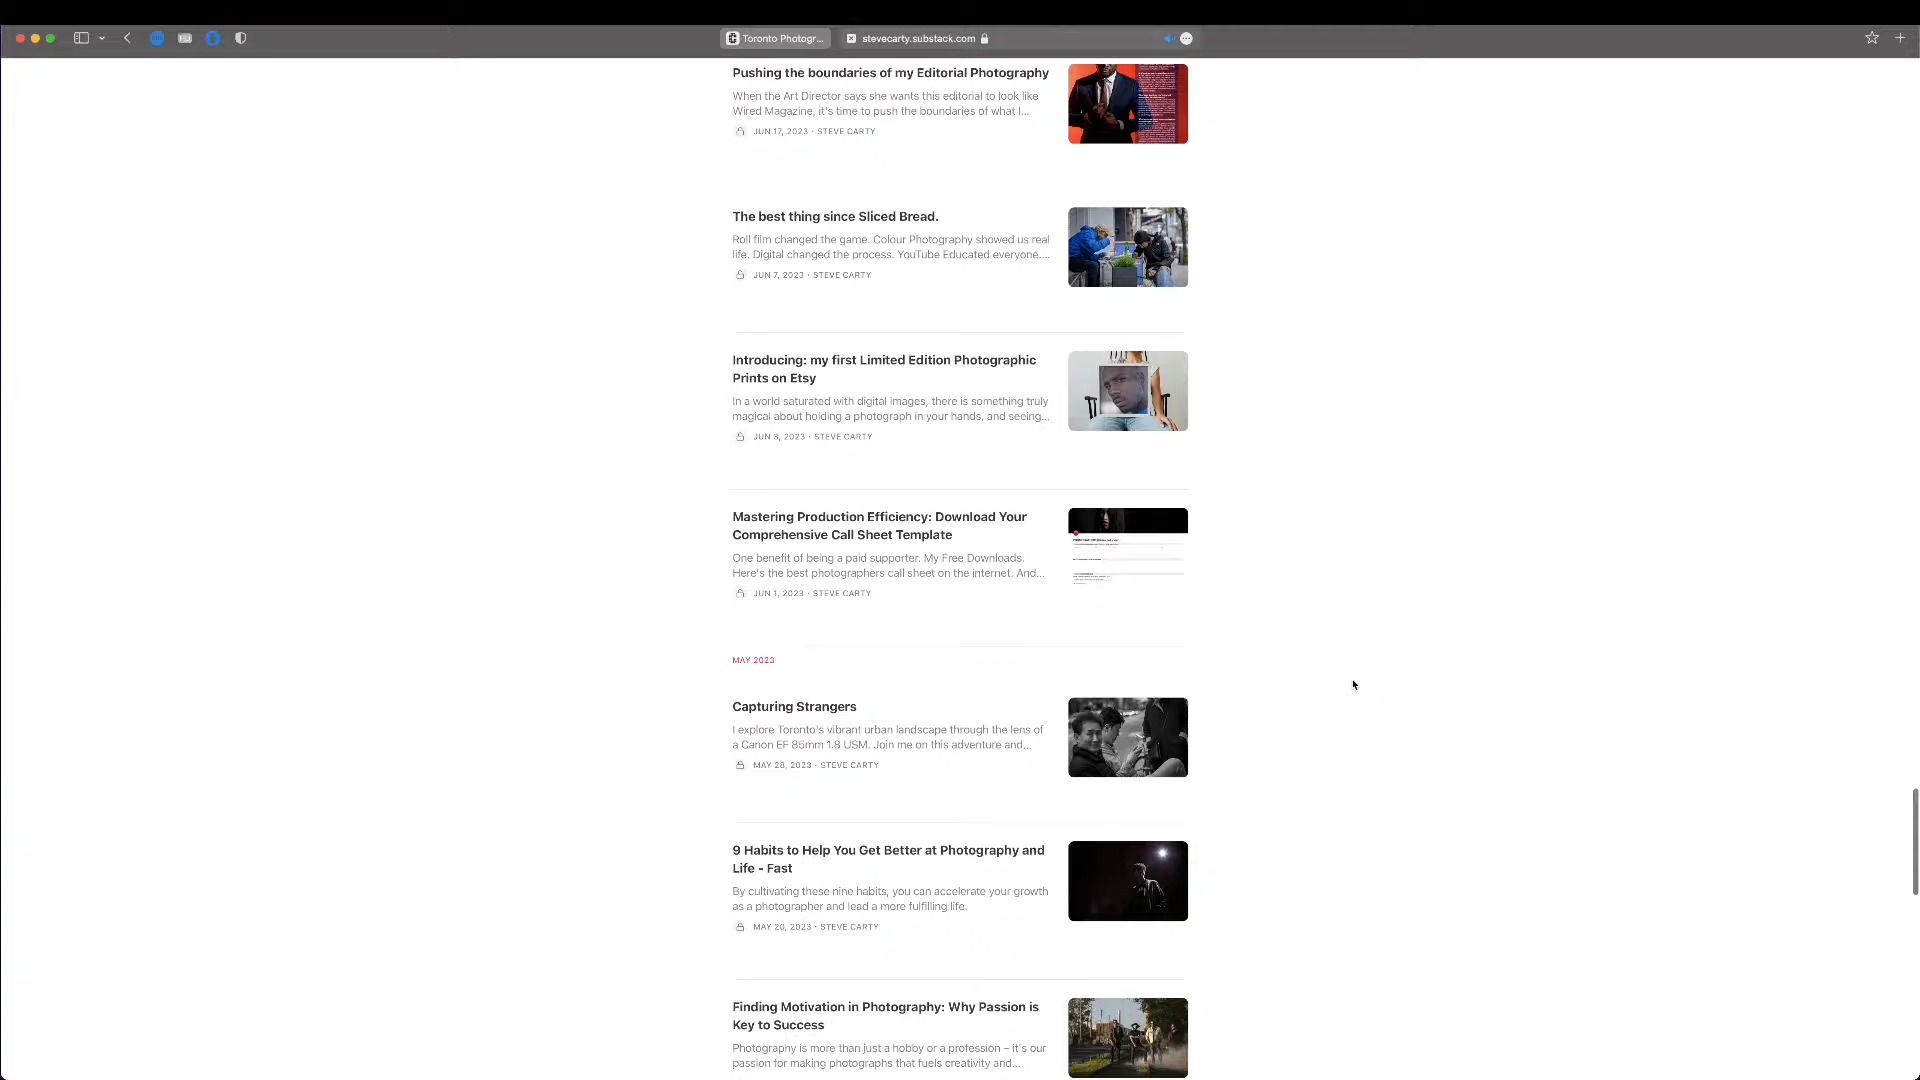 Toronto Photogr...
stevecarty.substack.com
Pushing the boundaries of my Editorial Photography
When the Art Director says she wants this editorial to look like
Wired Magazine, it's time to push the boundaries of what I...
JUN 17, 2023 · STEVE CARTY
The best thing since Sliced Bread.
Roll film changed the game. Colour Photography showed us real
life. Digital changed the process. YouTube Educated everyone....
JUN 7, 2023 · STEVE CARTY
Introducing: my first Limited Edition Photographic
Prints on Etsy
In a world saturated with digital images, there is something truly
magical about holding a photograph in your hands, and seeing...
JUN 3, 2023 · STEVE CARTY
Mastering Production Efficiency: Download Your
Comprehensive Call Sheet Template
One benefit of being a paid supporter. My Free Downloads.
Here's the best photographers call sheet on the internet. And...
JUN 1, 2023 · STEVE CARTY
MAY 2023
Capturing Strangers
I explore Toronto's vibrant urban landscape through the lens of
a Canon EF 85mm 1.8 USM. Join me on this adventure and...
MAY 28, 2023 · STEVE CARTY
9 Habits to Help You Get Better at Photography and
Life - Fast
By cultivating these nine habits, you can accelerate your growth
as a photographer and lead a more fulfilling life.
MAY 20, 2023 · STEVE CARTY
Finding Motivation in Photography: Why Passion is
Key to Success
Photography is more than just a hobby or a profession – it's our
passion for making photographs that fuels creativity and...